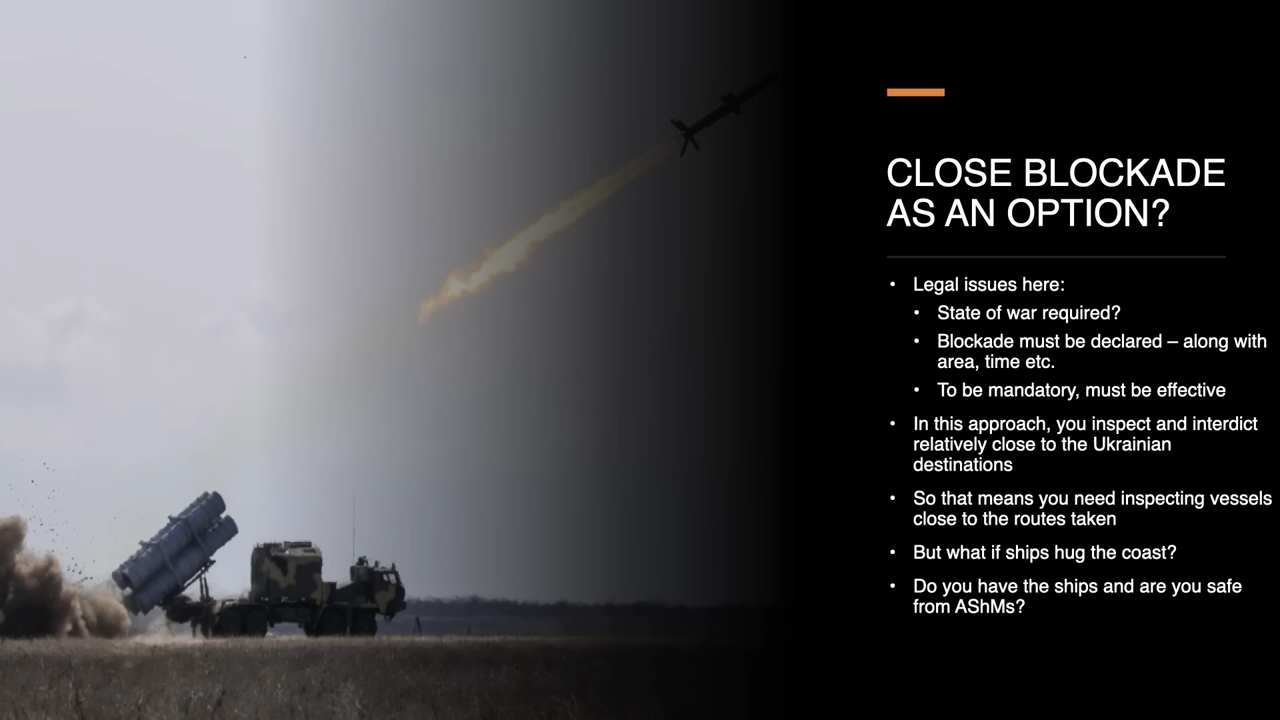 CLOSE BLOCKADE
AS AN OPTION?
• Legal issues here:
• State of war required?
• Blockade must be declared – along with
area, time etc.
• To be mandatory, must be effective
• In this approach, you inspect and interdict
relatively close to the Ukrainian
destinations
• So that means you need inspecting vessels
close to the routes taken
• But what if ships hug the coast?
• Do you have the ships and are you safe
from AShMs?